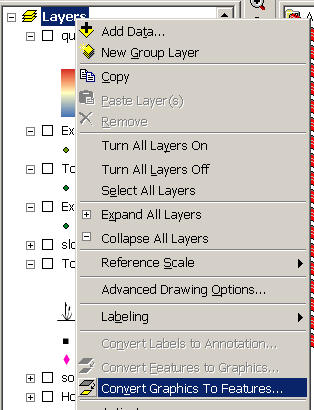 Layers
qu
Add Data...
New Group Layer
Copy
Paste Layer(s)
Remove
Ex
Turn All Layers On
To
Turn All Layers Off
Select All Layers
Ex
Expand All Layers
slo
Collapse All Layers
To
Reference Scale
Advanced Drawing Options...
Labeling
Convert Labels to Annotation...
Convert Features to Graphics...
so
Convert Graphics To Features...
Ho